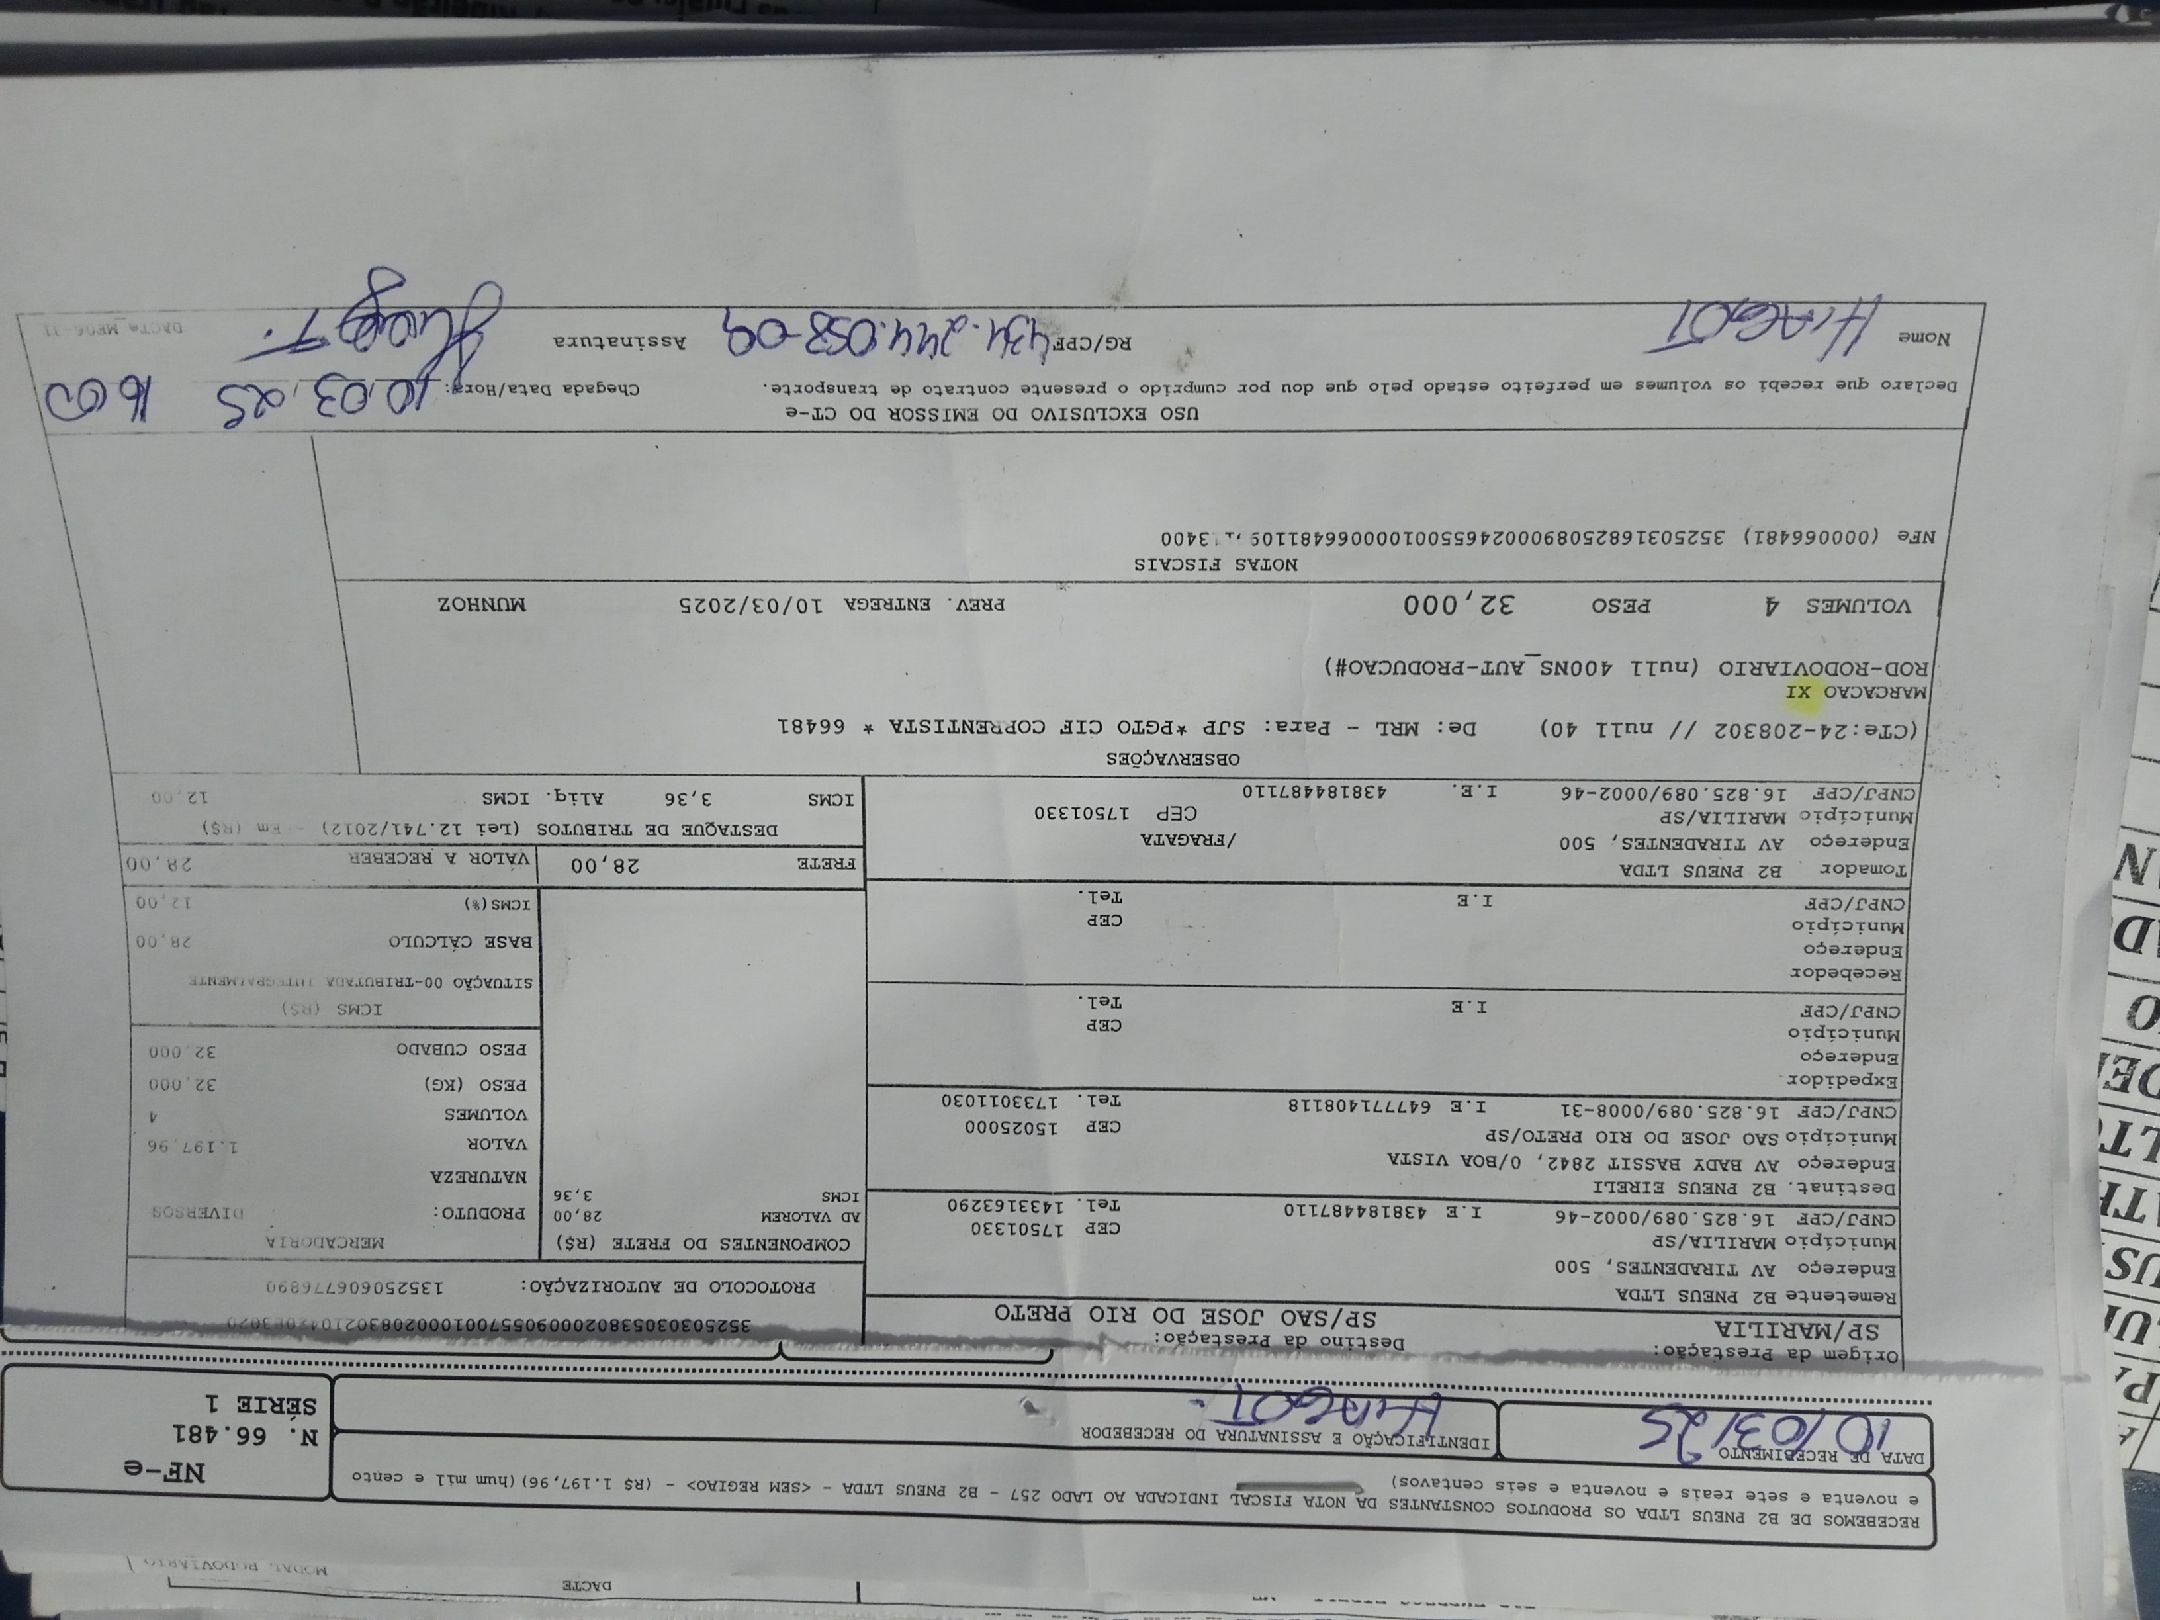 DACTE
MODAL RODOVIÁRIO
RECEBEMOS DE B2 PNEUS LTDA OS PRODUTOS CONSTANTES DA NOTA FISCAL INDICADA AO LADO 257 - B2 PNEUS LTDA - <SEM REGIAO> - (R$ 1.197,96) (hum mil e cento
e noventa e sete reais e noventa e seis centavos)
NF-e
N. 66.481
SÉRIE 1
DATA DE RECEBIMENTO
10/03/25
IDENTIFICAÇÃO E ASSINATURA DO RECEBEDOR
HIAGO T.
Origem da Prestação:
SP/MARILIA
Destino da Prestação:
SP/SAO JOSE DO RIO PRETO
PROTOCOLO DE AUTORIZAÇÃO: 135250606776890
Remetente B2 PNEUS LTDA
Endereço AV TIRADENTES, 500
Município MARILIA/SP CEP 17501330
CNPJ/CPF 16.825.089/0002-46 I.E 438184487110 Tel. 1433163290
Destinat. B2 PNEUS EIRELI
Endereço AV BADY BASSIT 2842, 0/BOA VISTA
Município SAO JOSE DO RIO PRETO/SP CEP 15025000
CNPJ/CPF 16.825.089/0008-31 I.E 647771408118 Tel. 1733011030
Expedidor
Endereço
Município CEP
CNPJ/CPF I.E Tel.
Recebedor
Endereço
Município CEP
CNPJ/CPF I.E Tel.
Tomador B2 PNEUS LTDA
Endereço AV TIRADENTES, 500 /FRAGATA
Município MARILIA/SP CEP 17501330
CNPJ/CPF 16.825.089/0002-46 I.E. 438184487110
COMPONENTES DO FRETE (R$)
AD VALOREM 28,00
ICMS 3,36
MERCADORIA
PRODUTO: DIVERSOS
NATUREZA
VALOR 1.197,96
VOLUMES 4
PESO (KG) 32,000
PESO CUBADO 32,000
ICMS (R$)
SITUAÇÃO 00-TRIBUTADA INTEGRALMENTE
BASE CÁLCULO 28,00
ICMS(%) 12,00
FRETE 28,00 VALOR A RECEBER 28,00
DESTAQUE DE TRIBUTOS (Lei 12.741/2012) - Em (R$)
ICMS 3,36 Aliq. ICMS 12,00
OBSERVAÇÕES
(CTe:24-208302 // null 40) De: MRL - Para: SJP *PGTO CIF CORRENTISTA * 66481
MARCACAO XI
ROD-RODOVIARIO (null 400NS_AUT-PRODUCAO#)
VOLUMES 4 PESO 32,000 PREV. ENTREGA 10/03/2025 MUNHOZ
NOTAS FISCAIS
NFe (000066481)
USO EXCLUSIVO DO EMISSOR DO CT-e
Declaro que recebi os volumes em perfeito estado pelo que dou por cumprido o presente contrato de transporte. Chegada Data/Hora: 10,03,25 16 00
Nome HIAGO T RG/CPF 434.244.058-09 Assinatura Hiago T.
DACTe_MF06-11